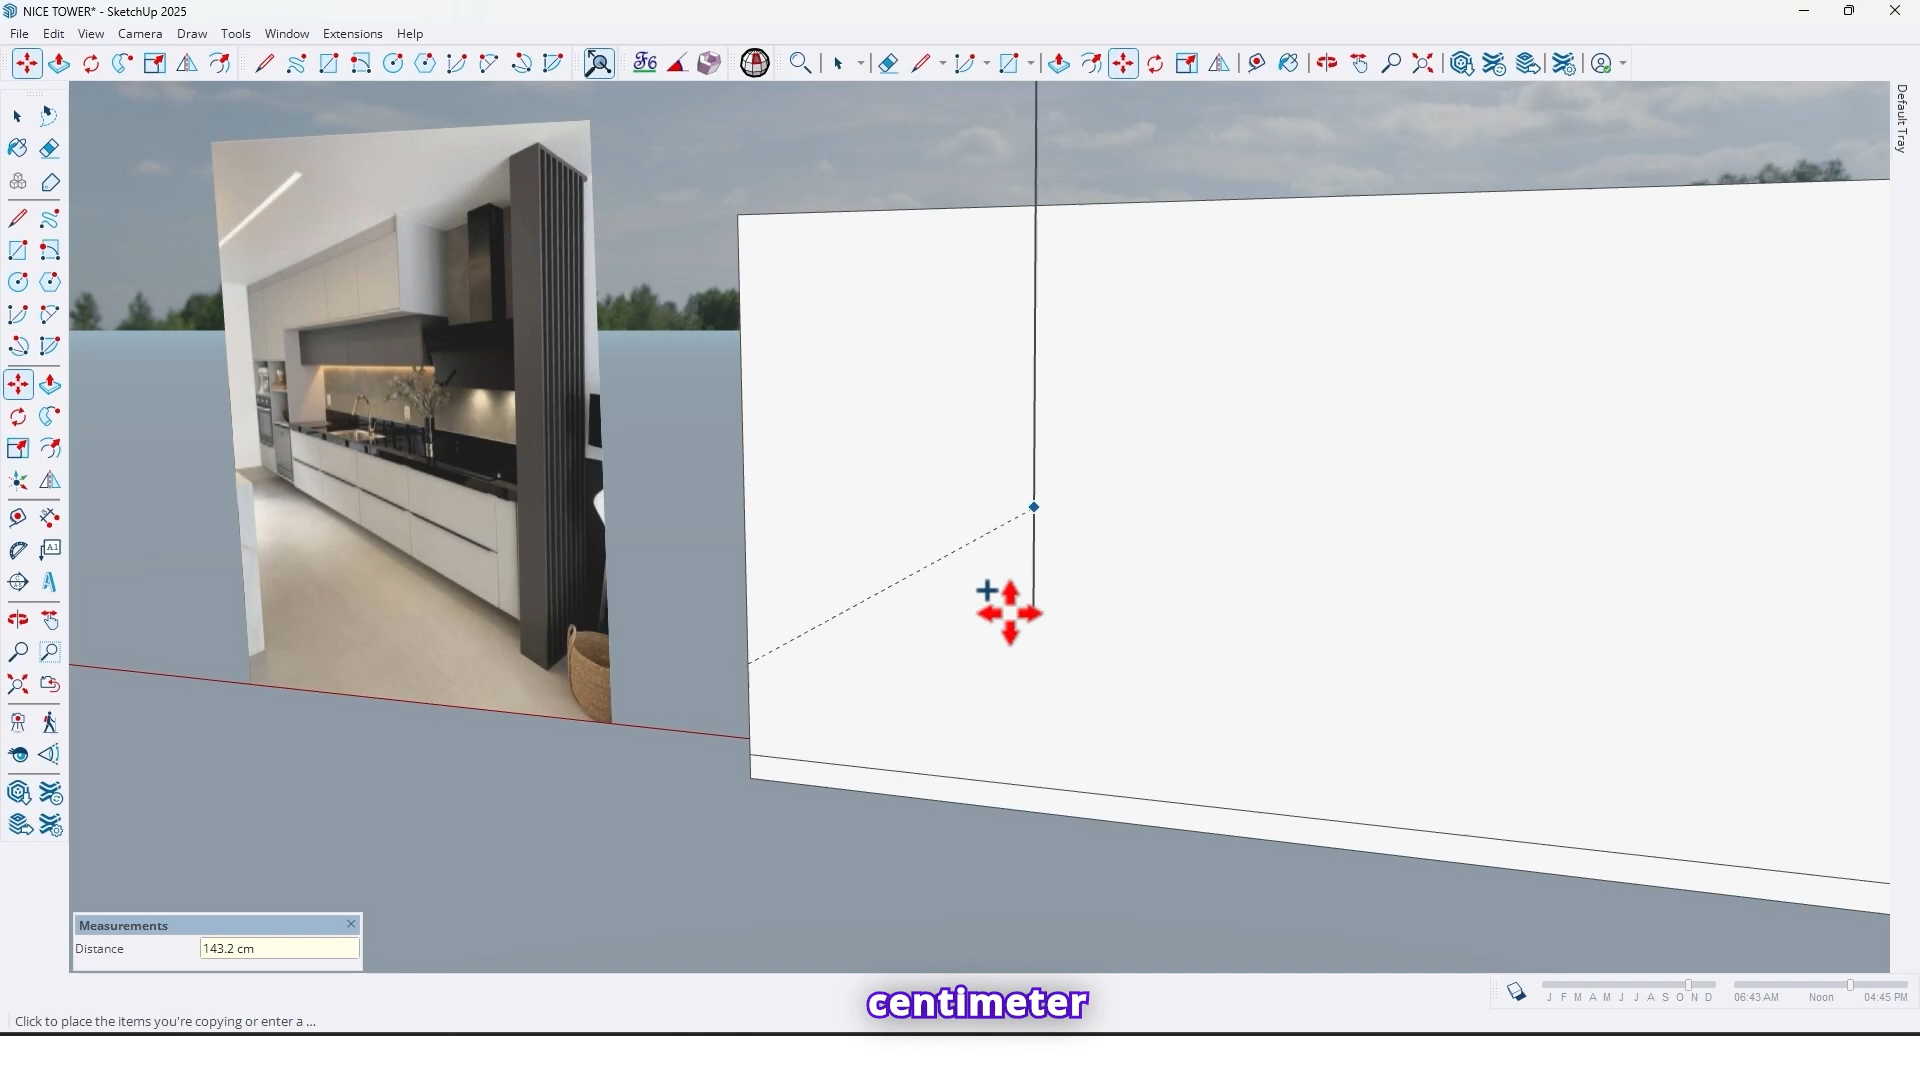 NICE TOWER* - SketchUp 2025
File Edit View Camera Draw Tools Window Extensions Help
Default Tray
Measurements
Distance 143.2 cm
centimeter
J F M A M J J A S O N D
06:43 AM Noon 04:45 PM
Click to place the items you're copying or enter a ...